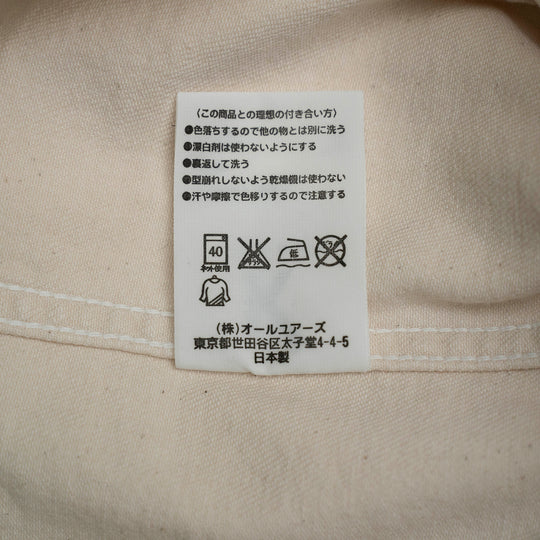 (この商品との理想の付き合い方)
●色落ちするので他の物とは別に洗う
●漂白剤は使わないようにする
●裏返して洗う
●型崩れしないよう乾燥機は使わない
●汗や摩擦で色移りするので注意する
40
低
ネット使用
(株)オールユアーズ
東京都世田谷区太子堂4-4-5
日本製